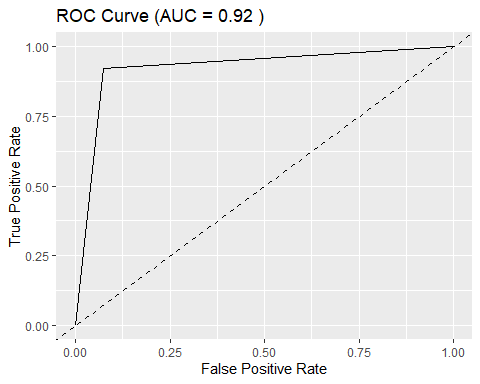 ROC Curve (AUC = 0.92 )
True Positive Rate
1.00
0.75
0.50
0.25
0.00
0.00 0.25 0.50 0.75 1.00
False Positive Rate